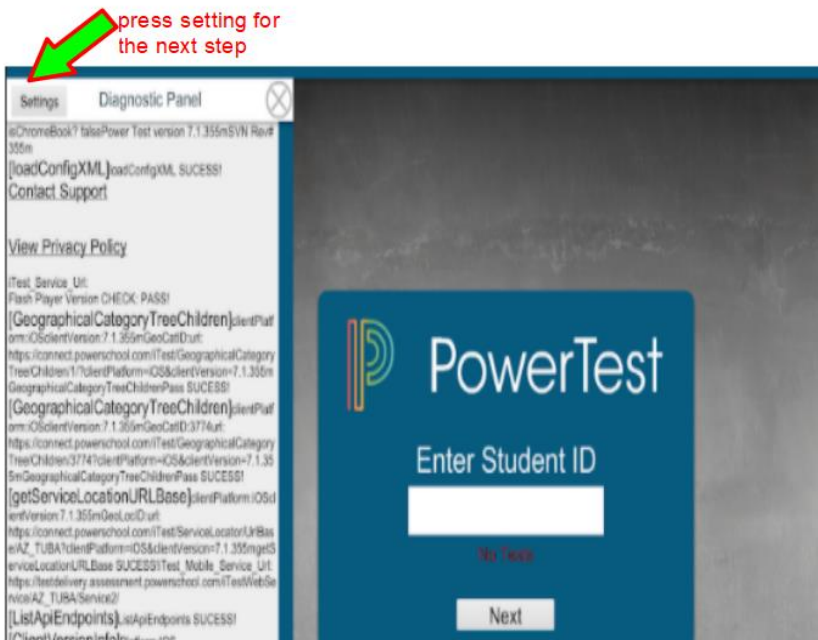 press setting for
the next step
Settings
Diagnostic Panel
isChromeBook? falsePower Test version 7.1.355mSVN Rev#
355m
[loadConfigXML]loadConfigXML SUCESS!
Contact Support
View Privacy Policy
iTest_Service_Url:
Flash Player Version CHECK: PASS!
[GeographicalCategoryTreeChildren]clientPlatf
orm:iOSclientVersion:7.1.355mGeoCatID:url:
https://connect.powerschool.com/iTest/GeographicalCategory
TreeChildren/1/?clientPlatform=iOS&clientVersion=7.1.355m
GeographicalCategoryTreeChildrenPass SUCESS!
[GeographicalCategoryTreeChildren]clientPlatf
orm:iOSclientVersion:7.1.355mGeoCatID:3774url:
https://connect.powerschool.com/iTest/GeographicalCategory
TreeChildren/3774?clientPlatform=iOS&clientVersion=7.1.35
5mGeographicalCategoryTreeChildrenPass SUCESS!
[getServiceLocationURLBase]clientPlatform:iOScl
ientVersion:7.1.355mGeoLocID:url:
https://connect.powerschool.com/iTest/ServiceLocator/UrlBas
e/AZ_TUBA?clientPlatform=iOS&clientVersion=7.1.355mgetS
erviceLocationURLBase SUCESS!iTest_Mobile_Service_Url:
https://testdelivery.assessment.powerschool.com/iTestWebSe
rvice/AZ_TUBA/Service2/
[ListApiEndpoints]ListApiEndpoints SUCESS!
PowerTest
Enter Student ID
No Tests
Next